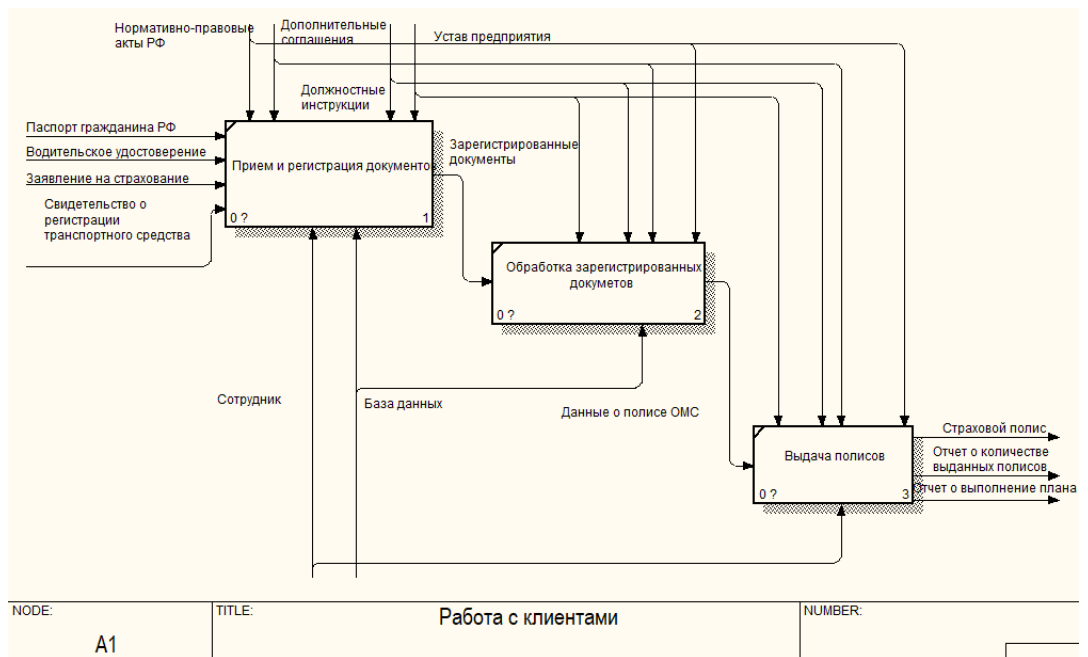 Нормативно-правовые
акты РФ
Дополнительные
соглашения
Устав предприятия
Должностные
инструкции
Паспорт гражданина РФ
Водительское удостоверение
Заявление на страхование
Свидетельство о
регистрации
транспортного средства
Прием и регистрация документов
0 ?
1
Зарегистрированные
документы
Обработка зарегистрированных
докуметов
0 ?
2
Сотрудник
База данных
Данные о полисе ОМС
Выдача полисов
0 ?
3
Страховой полис
Отчет о количестве
выданных полисов
Отчет о выполнение плана
NODE:
A1
TITLE:
Работа с клиентами
NUMBER: